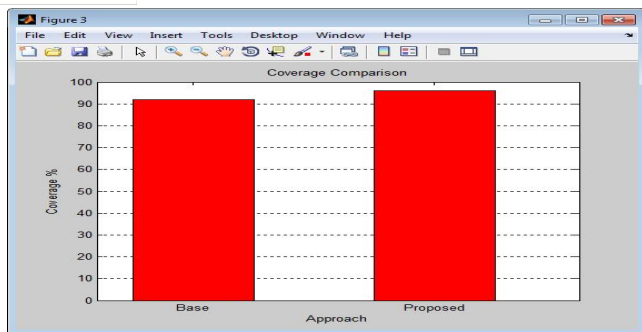 Figure 3
File Edit View Insert Tools Desktop Window Help
Coverage Comparison
100
90
80
70
60
50
40
30
20
10
0
Coverage %
Base Proposed
Approach